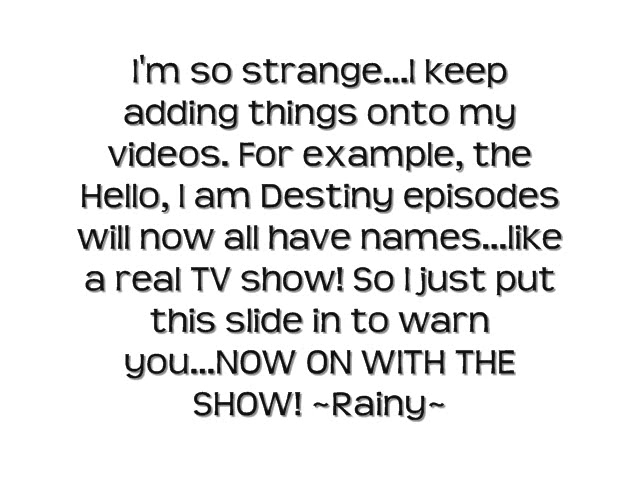 I'm so strange...I keep
adding things onto my
videos. For example, the
Hello, I am Destiny episodes
will now all have names...like
a real TV show! So I just put
this slide in to warn
you...NOW ON WITH THE
SHOW! ~Rainy~